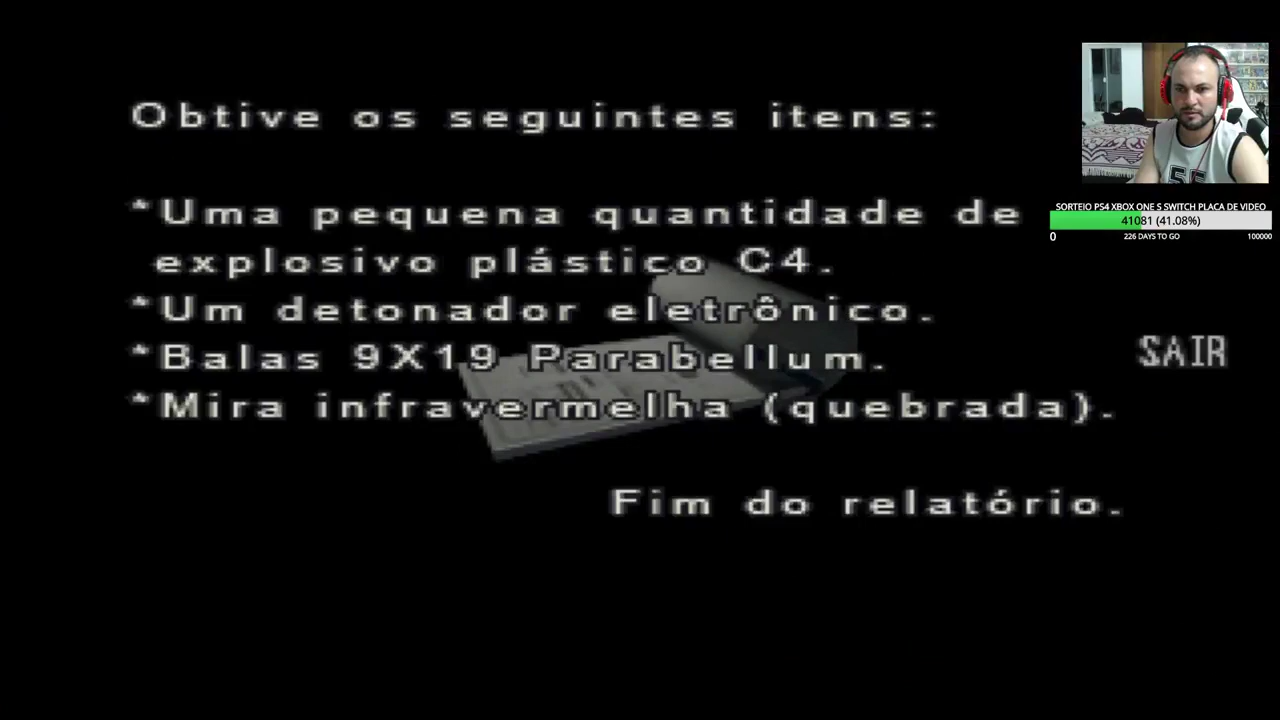 Obtive os seguintes itens:
*Uma pequena quantidade de
explosivo plástico C4.
*Um detonador eletrônico.
*Balas 9X19 Parabellum.
*Mira infravermelha (quebrada).
Fim do relatório.
SAIR
SORTEIO PS4 XBOX ONE S SWITCH PLACA DE VIDEO
41081 (41.08%)
0 226 DAYS TO GO 100000